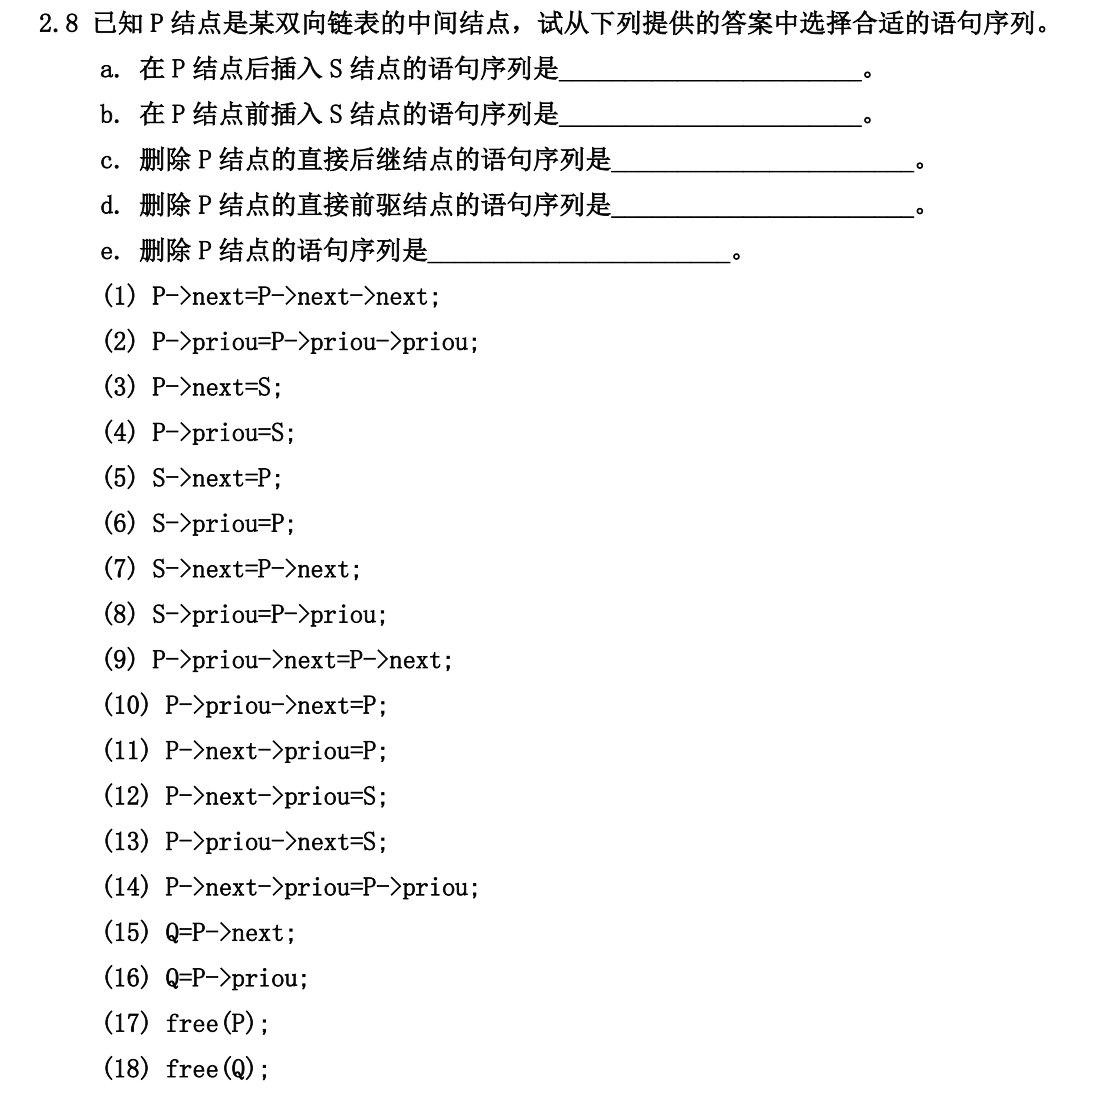 2.8 已知 P 结点是某双向链表的中间结点，试从下列提供的答案中选择合适的语句序列。
a. 在 P 结点后插入 S 结点的语句序列是_______________________。
b. 在 P 结点前插入 S 结点的语句序列是_______________________。
c. 删除 P 结点的直接后继结点的语句序列是_______________________。
d. 删除 P 结点的直接前驱结点的语句序列是_______________________。
e. 删除 P 结点的语句序列是_______________________。
(1) P->next=P->next->next;
(2) P->priou=P->priou->priou;
(3) P->next=S;
(4) P->priou=S;
(5) S->next=P;
(6) S->priou=P;
(7) S->next=P->next;
(8) S->priou=P->priou;
(9) P->priou->next=P->next;
(10) P->priou->next=P;
(11) P->next->priou=P;
(12) P->next->priou=S;
(13) P->priou->next=S;
(14) P->next->priou=P->priou;
(15) Q=P->next;
(16) Q=P->priou;
(17) free(P);
(18) free(Q);